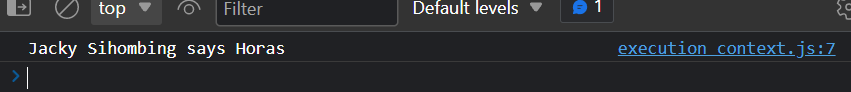 top Filter Default levels 1
Jacky Sihombing says Horas execution context.js:7